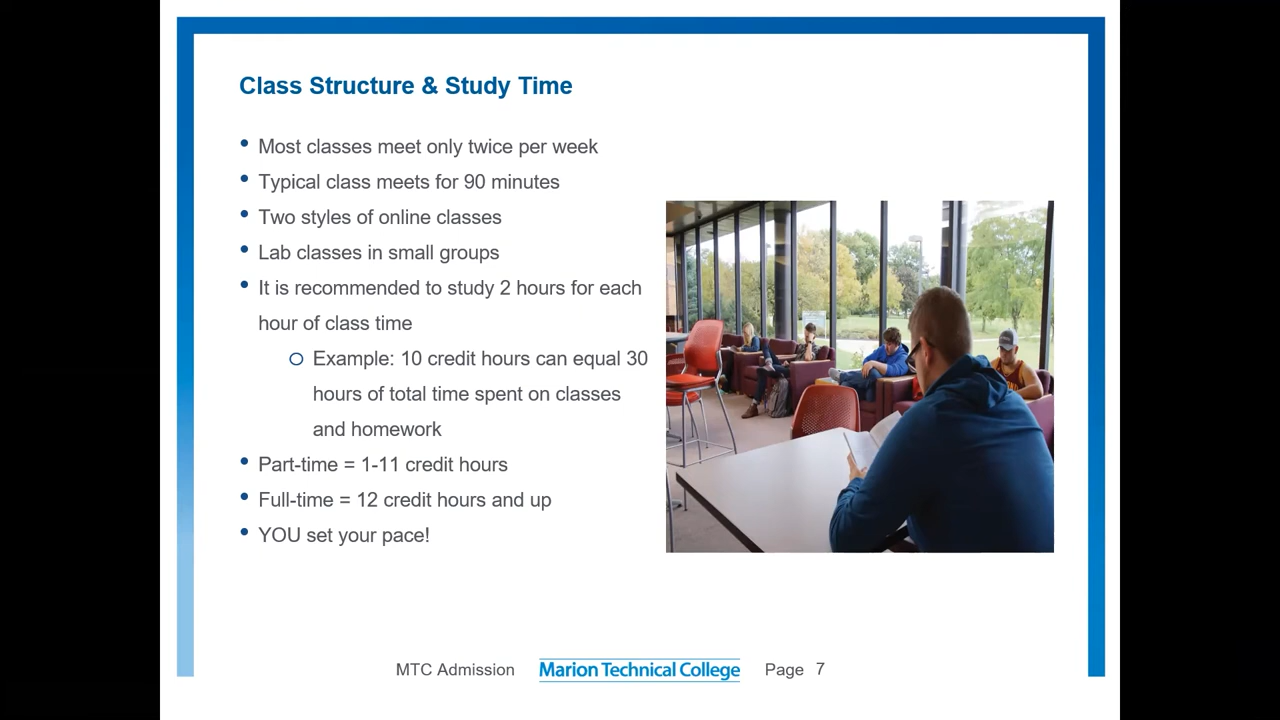 Class Structure & Study Time
• Most classes meet only twice per week
• Typical class meets for 90 minutes
• Two styles of online classes
• Lab classes in small groups
• It is recommended to study 2 hours for each
hour of class time
○ Example: 10 credit hours can equal 30
hours of total time spent on classes
and homework
• Part-time = 1-11 credit hours
• Full-time = 12 credit hours and up
• YOU set your pace!
MTC Admission Marion Technical College Page 7